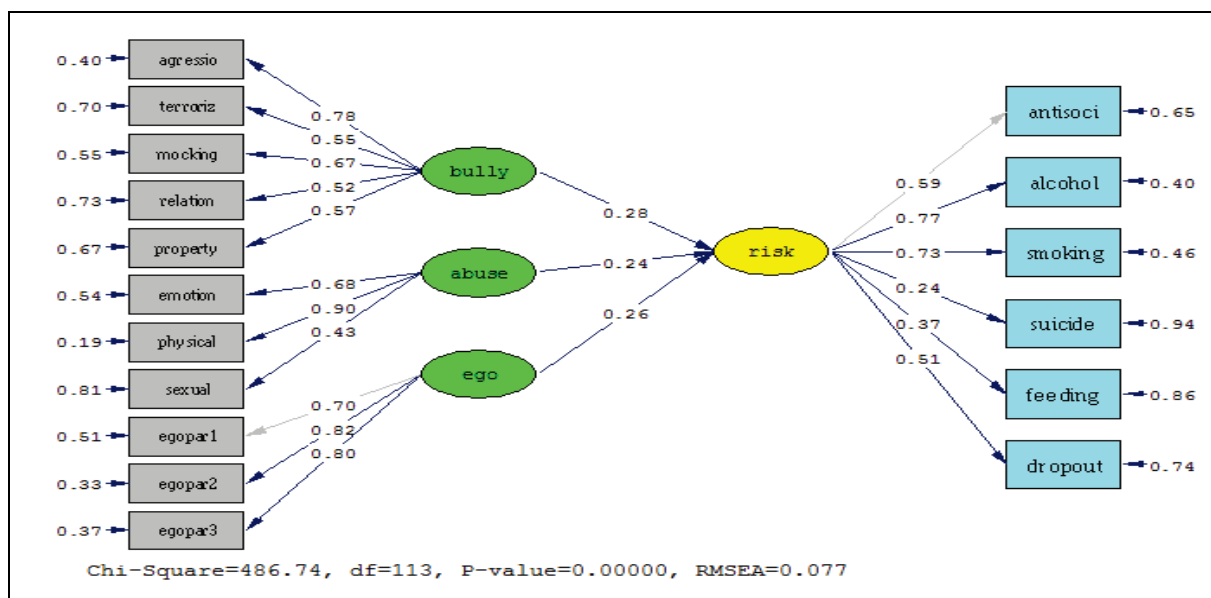 0.40 agressio
0.70 terroriz
0.55 mocking
0.73 relation
0.67 property
0.54 emotion
0.19 physical
0.81 sexual
0.51 egopar1
0.33 egopar2
0.37 egopar3
0.78
0.55
0.67
0.52
0.57
0.68
0.90
0.43
0.70
0.82
0.80
bully
abuse
ego
0.28
0.24
0.26
risk
0.59
0.77
0.73
0.24
0.37
0.51
antisoci 0.65
alcohol 0.40
smoking 0.46
suicide 0.94
feeding 0.86
dropout 0.74
Chi-Square=486.74, df=113, P-value=0.00000, RMSEA=0.077